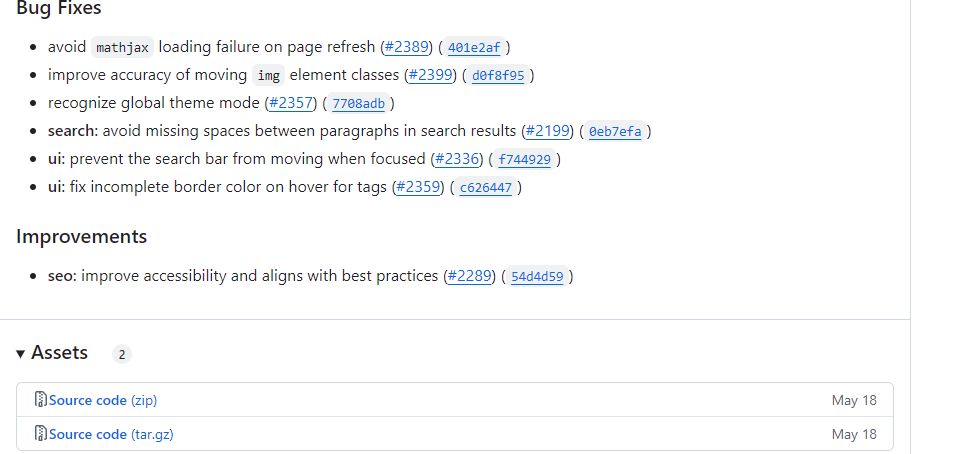 Bug Fixes
avoid mathjax loading failure on page refresh (#2389) ( 401e2af )
improve accuracy of moving img element classes (#2399) ( d0f8f95 )
recognize global theme mode (#2357) ( 7708adb )
search: avoid missing spaces between paragraphs in search results (#2199) ( 0eb7efa )
ui: prevent the search bar from moving when focused (#2336) ( f744929 )
ui: fix incomplete border color on hover for tags (#2359) ( c626447 )
Improvements
seo: improve accessibility and aligns with best practices (#2289) ( 54d4d59 )
Assets 2
Source code (zip) May 18
Source code (tar.gz) May 18